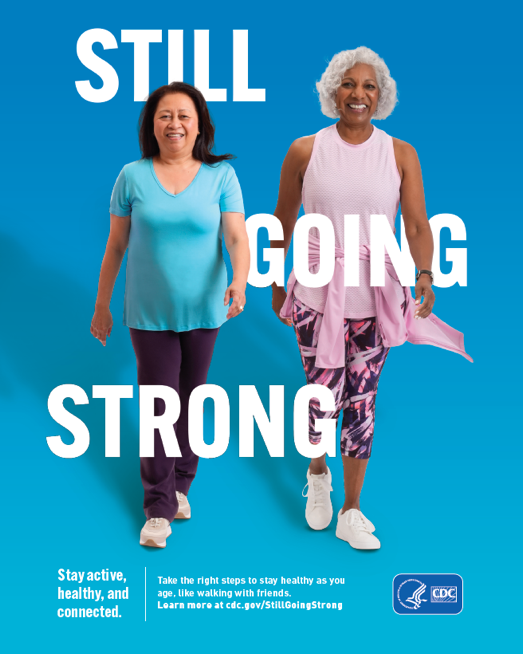 STILL
GOING
STRONG
Stay active,
healthy, and
connected.
Take the right steps to stay healthy as you
age, like walking with friends.
Learn more at cdc.gov/StillGoingStrong
CDC